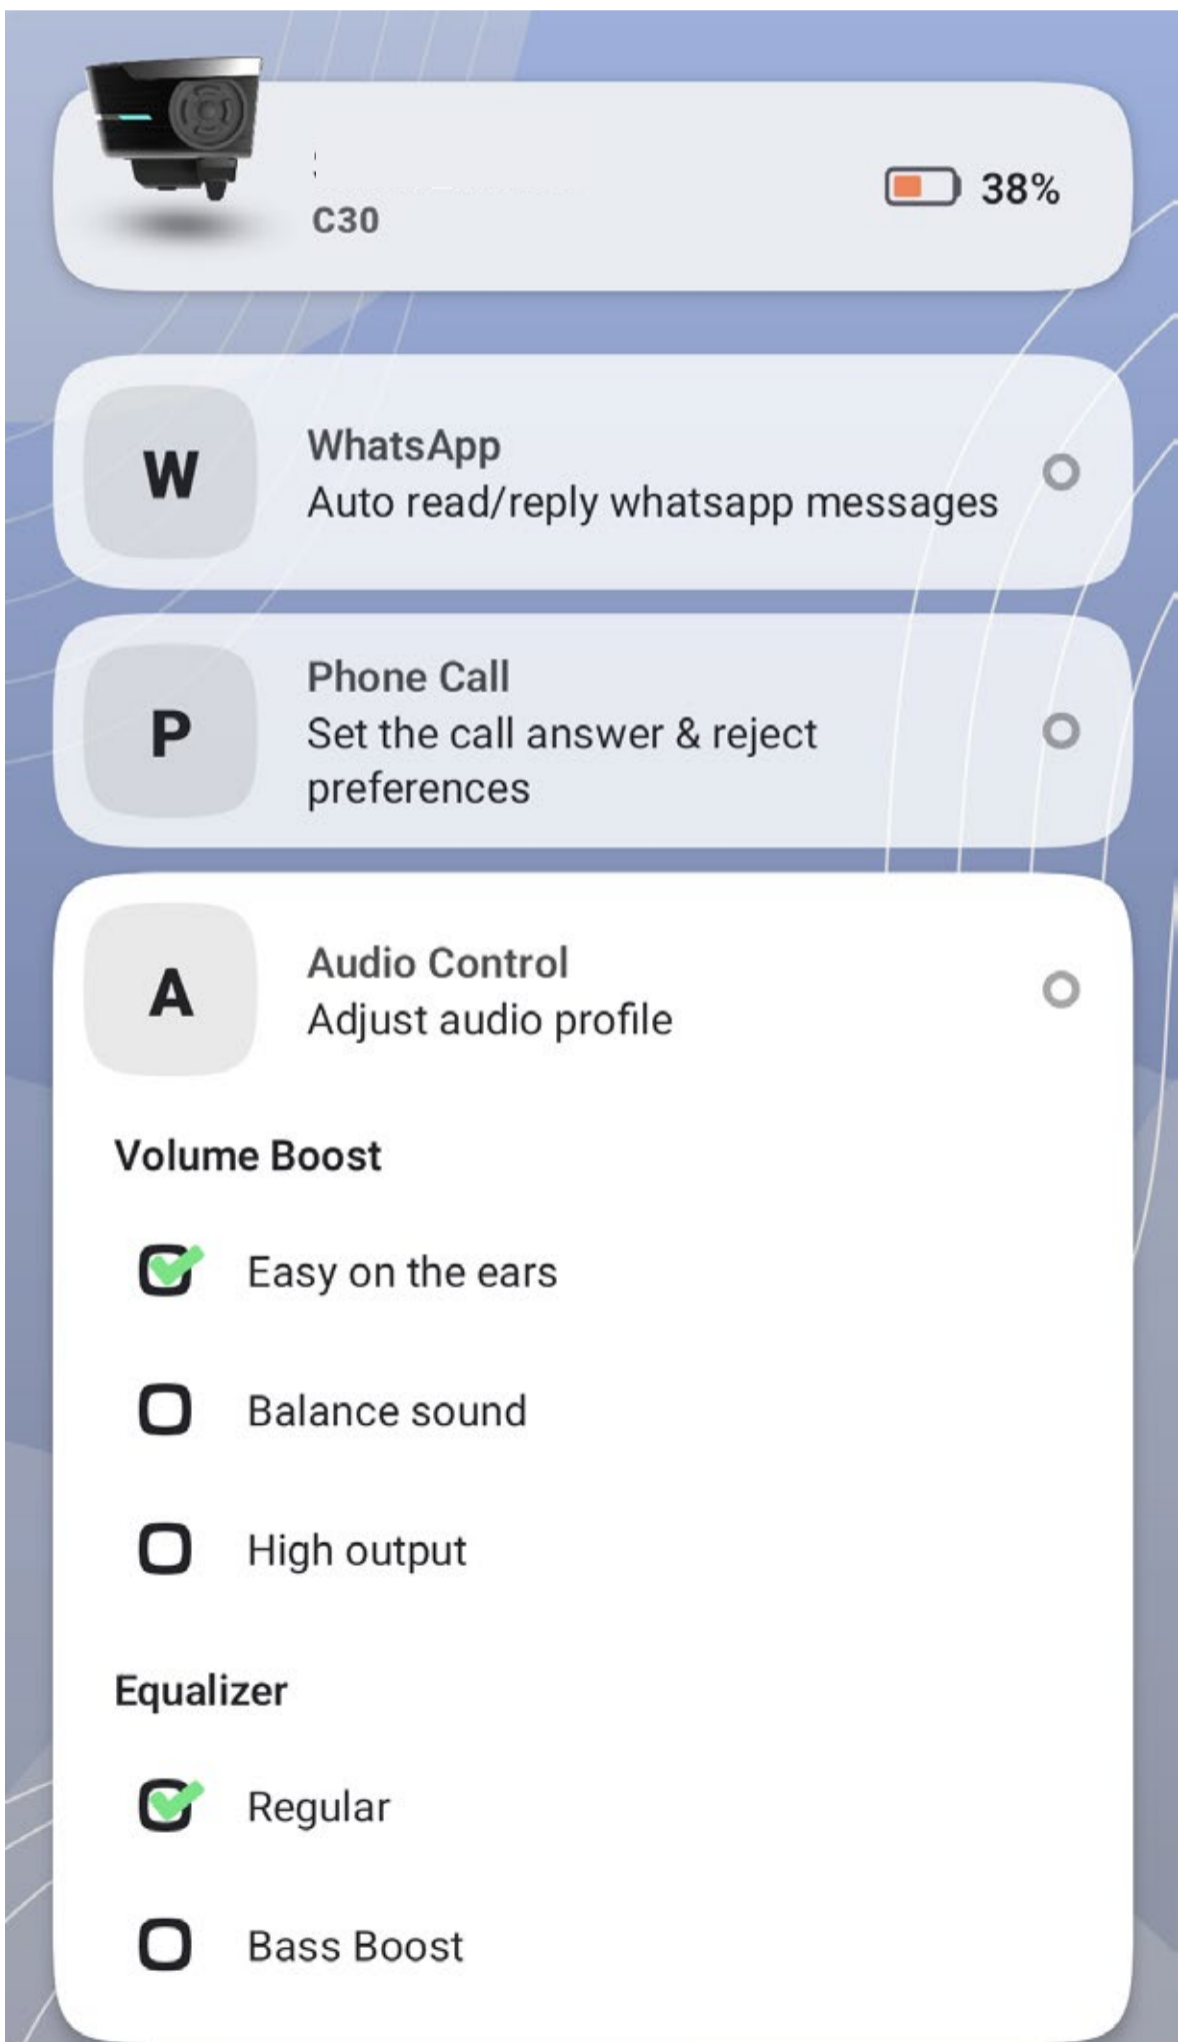 C30
38%
W
WhatsApp
Auto read/reply whatsapp messages
P
Phone Call
Set the call answer & reject
preferences
A
Audio Control
Adjust audio profile
Volume Boost
Easy on the ears
Balance sound
High output
Equalizer
Regular
Bass Boost